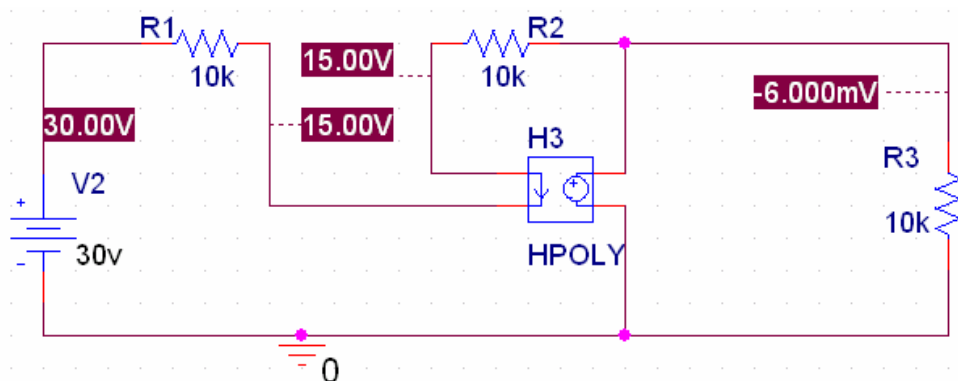 R1
10k
15.00V
R2
10k
-6.000mV
30.00V
15.00V
H3
R3
10k
V2
+
30v
-
+
HPOLY
0